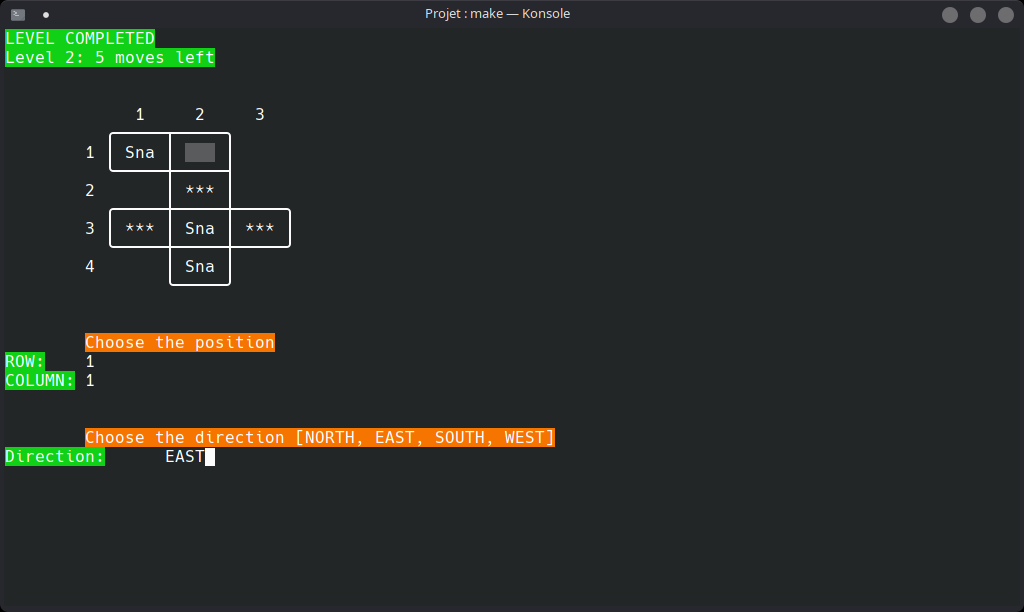 Projet : make — Konsole
LEVEL COMPLETED
Level 2: 5 moves left
1 2 3
1 Sna
2 ***
3 *** Sna ***
4 Sna
Choose the position
ROW: 1
COLUMN: 1
Choose the direction [NORTH, EAST, SOUTH, WEST]
Direction: EAST